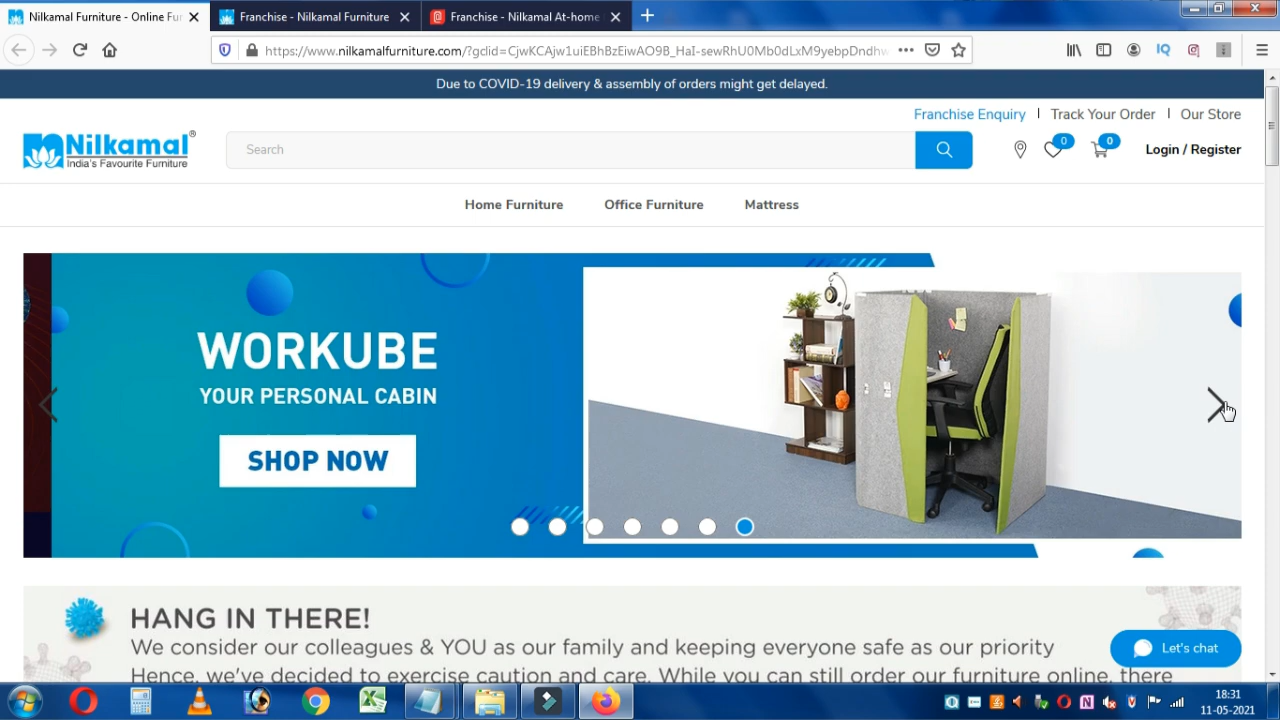 Nilkamal Furniture - Online Fur
Franchise - Nilkamal Furniture
Franchise - Nilkamal At-home
https://www.nilkamalfurniture.com/?gclid=CjwKCAjw1uiEBhBzEiwAO9B_HaI-sewRhU0Mb0dLxM9yebpDndhw
Due to COVID-19 delivery & assembly of orders might get delayed.
Franchise Enquiry | Track Your Order | Our Store
Nilkamal®
India's Favourite Furniture
Search
0
0
Login / Register
Home Furniture Office Furniture Mattress
WORKUBE
YOUR PERSONAL CABIN
SHOP NOW
HANG IN THERE!
We consider our colleagues & YOU as our family and keeping everyone safe as our priority
Hence, we've decided to exercise caution and care. While you can still order our furniture online, there
Let's chat
18:31
11-05-2021